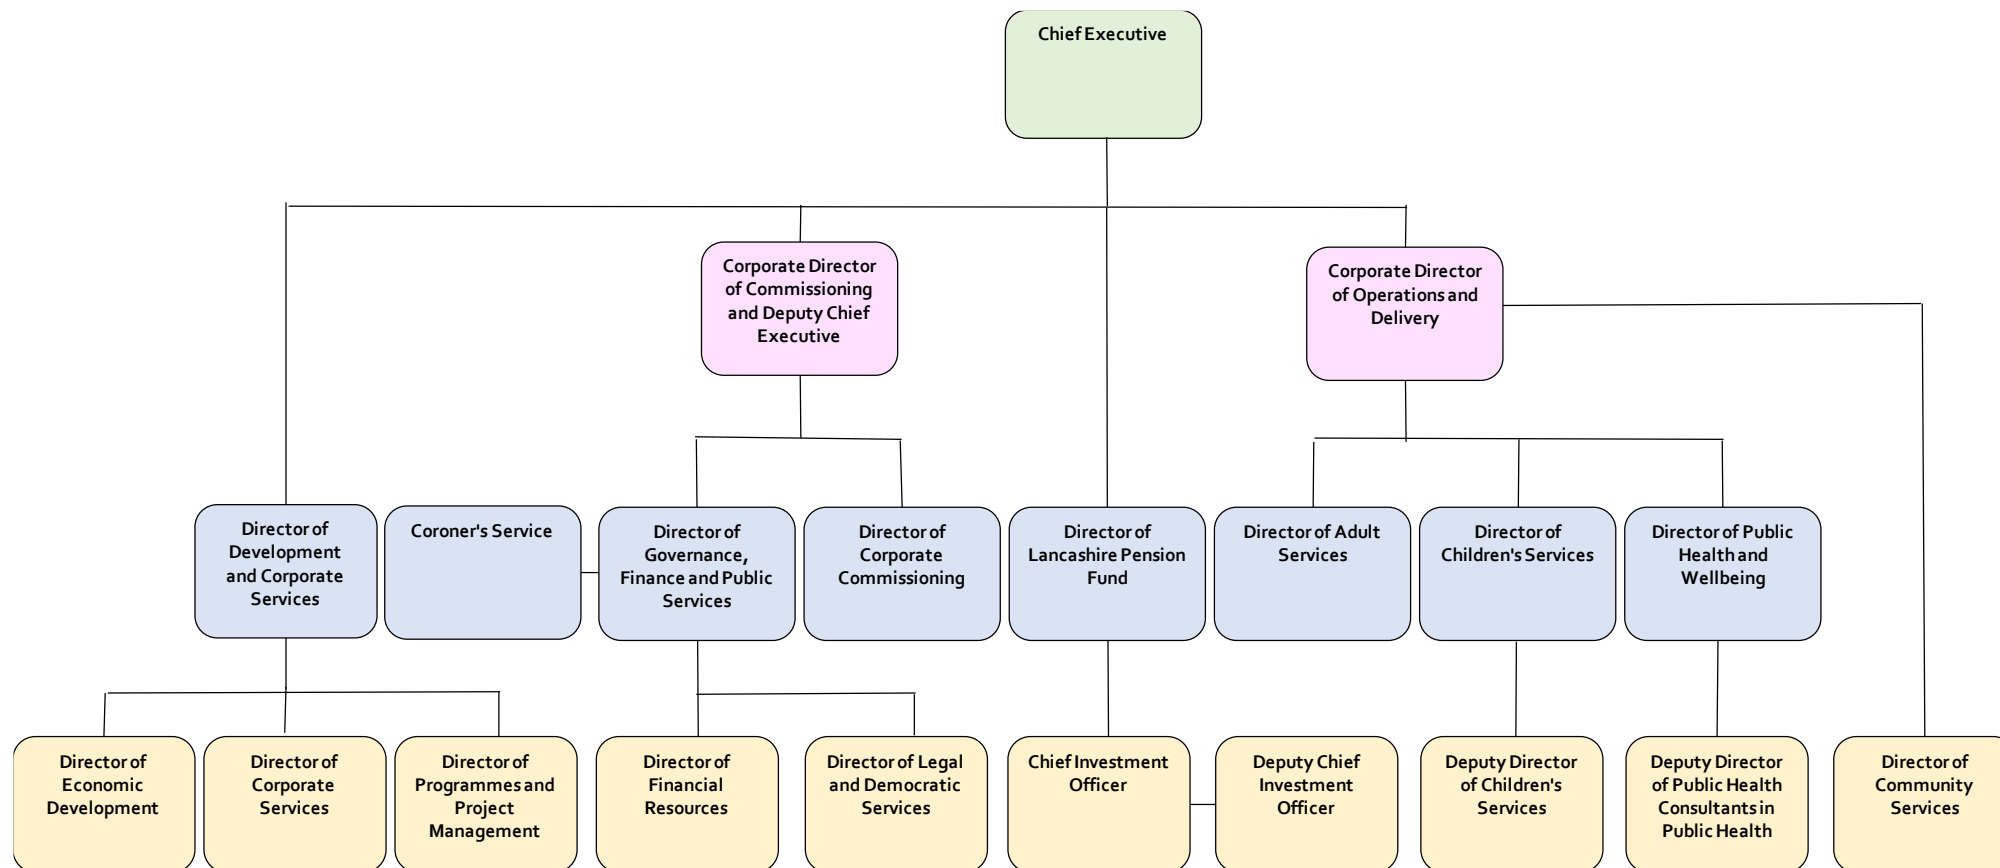 Chief Executive
Corporate Director
of Commissioning
and Deputy Chief
Executive
Corporate Director
of Operations and
Delivery
Director of
Development
and Corporate
Services
Coroner's Service
Director of
Governance,
Finance and Public
Services
Director of
Corporate
Commissioning
Director of
Lancashire Pension
Fund
Director of Adult
Services
Director of
Children's Services
Director of Public
Health and
Wellbeing
Director of
Economic
Development
Director of
Corporate
Services
Director of
Programmes and
Project
Management
Director of
Financial
Resources
Director of Legal
and Democratic
Services
Chief Investment
Officer
Deputy Chief
Investment
Officer
Deputy Director
of Children's
Services
Deputy Director
of Public Health
Consultants in
Public Health
Director of
Community
Services